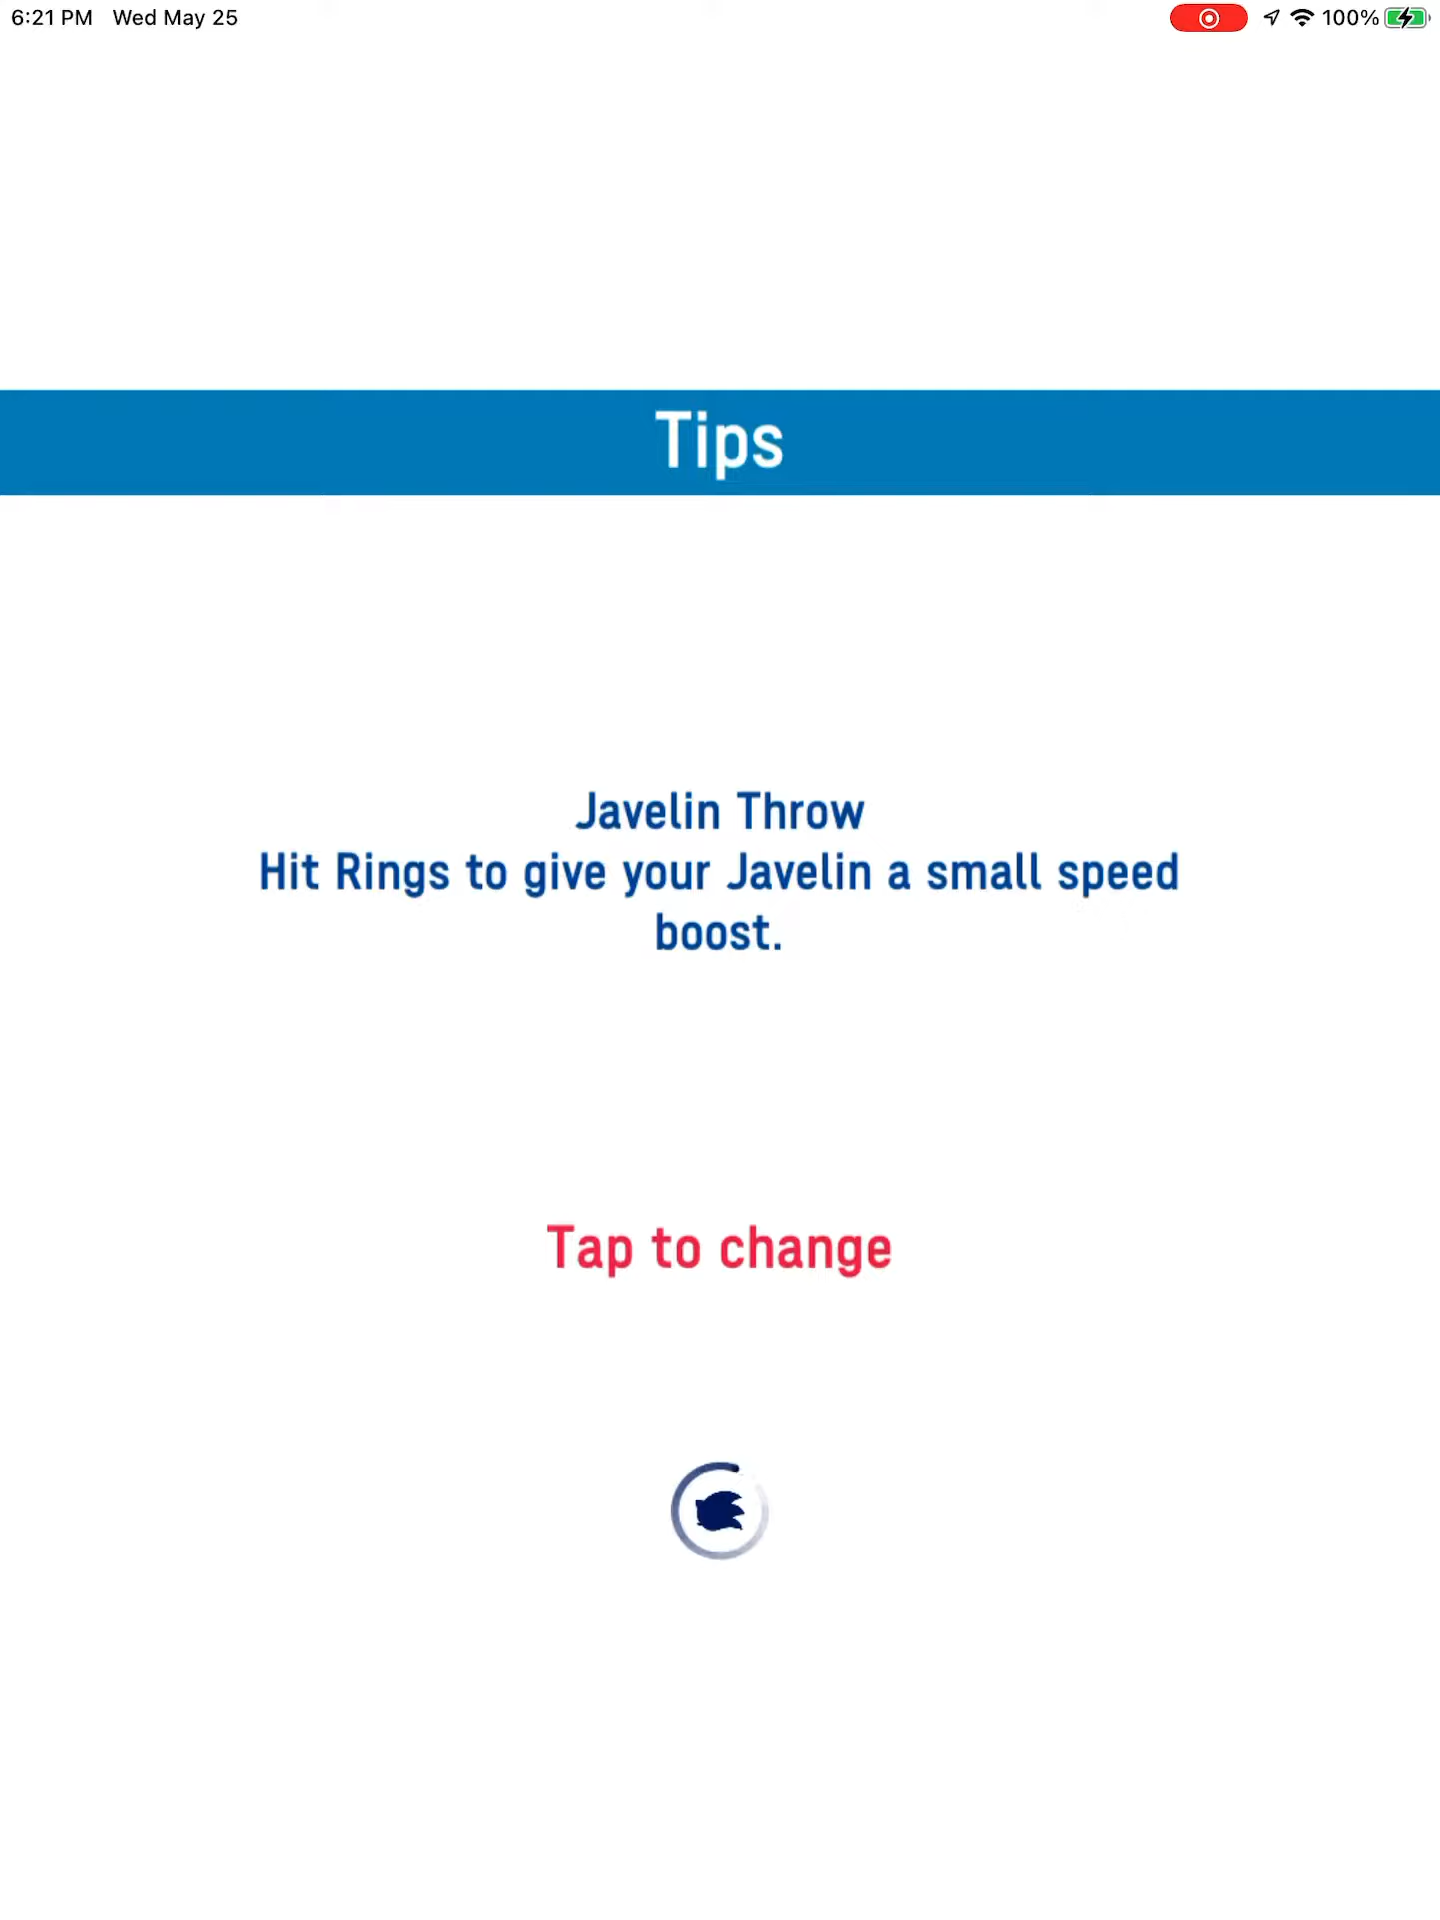 6:21 PM Wed May 25 100%
Tips
Javelin Throw
Hit Rings to give your Javelin a small speed
boost.
Tap to change